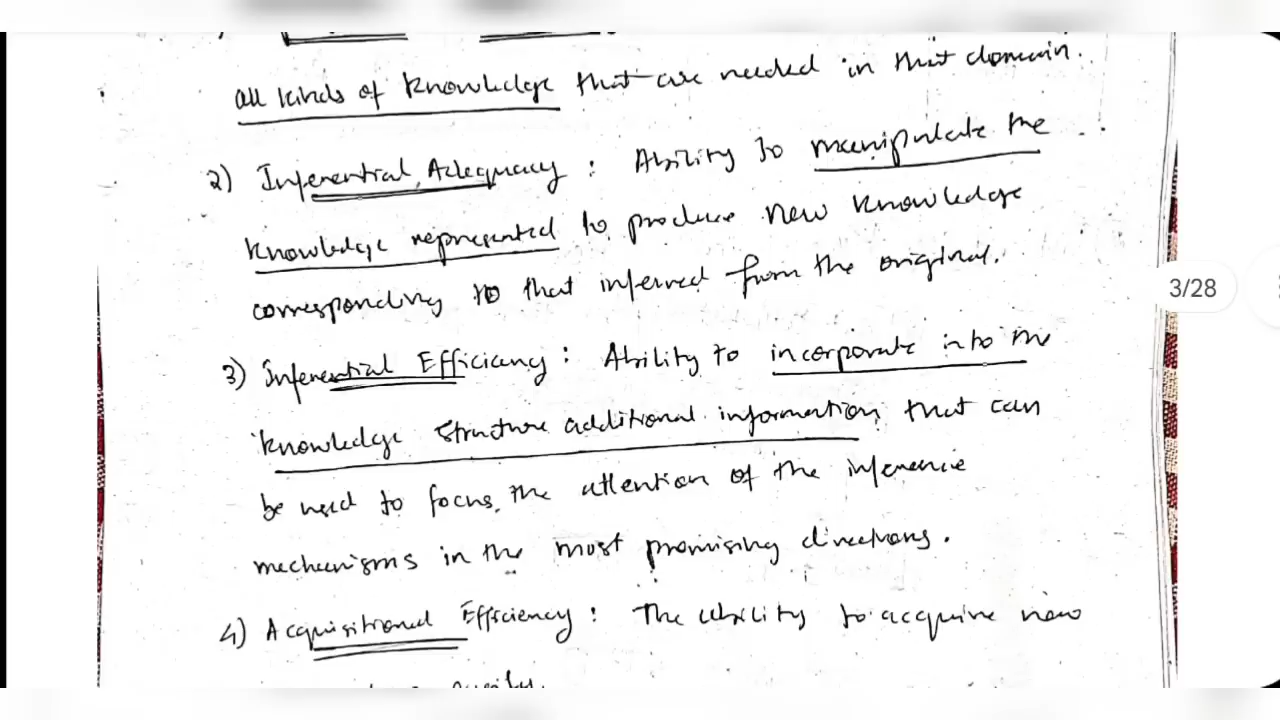 all kinds of knowledge that are needed in that domain.
2) Inferential Adequacy : Ability to manipulate the
knowledge represented to produce new knowledge
corresponding to that inferred from the original.
3/28
3) Inferential Efficiency : Ability to incorporate into the
knowledge structure additional information that can
be used to focus the attention of the inference
mechanisms in the most promising directions.
4) Acquisitional Efficiency : The ability to acquire new